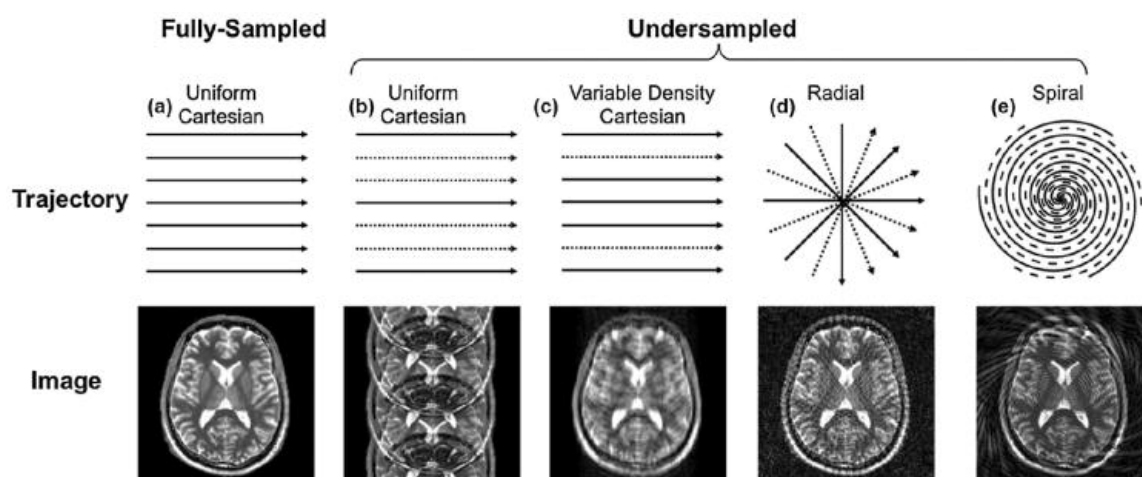 Fully-Sampled
Undersampled
(a) Uniform
Cartesian
(b) Uniform
Cartesian
(c) Variable Density
Cartesian
(d) Radial
(e) Spiral
Trajectory
Image